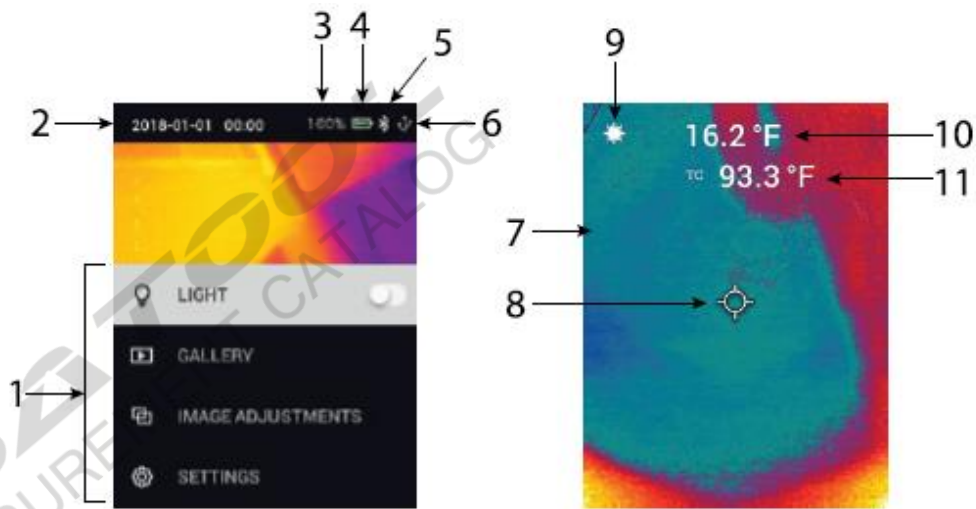 3 4 5
9
2 2018-01-01 00:00 100% 6
16.2 °F 10
TC 93.3 °F 11
7
LIGHT
8
GALLERY
1
IMAGE ADJUSTMENTS
SETTINGS
CATALOG